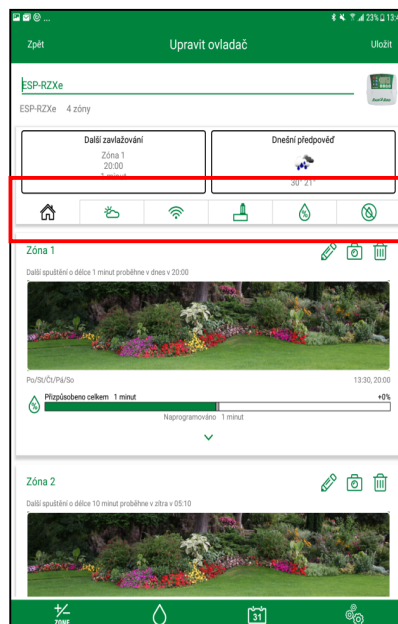 23% 13:4
Zpět Upravit ovladač Uložit
ESP-RZXe
ESP-RZXe 4 zóny
Další zavlažování
Zóna 1
20:00
1 minut
Dnešní předpověď
30° 21°
Zóna 1
Další spuštění o délce 1 minut proběhne v dnes v 20:00
Po/St/Čt/Pá/So 13:30, 20:00
Přizpůsobeno celkem 1 minut +0%
Naprogramováno 1 minut
Zóna 2
Další spuštění o délce 10 minut proběhne v zítra v 05:10
ZONE
31